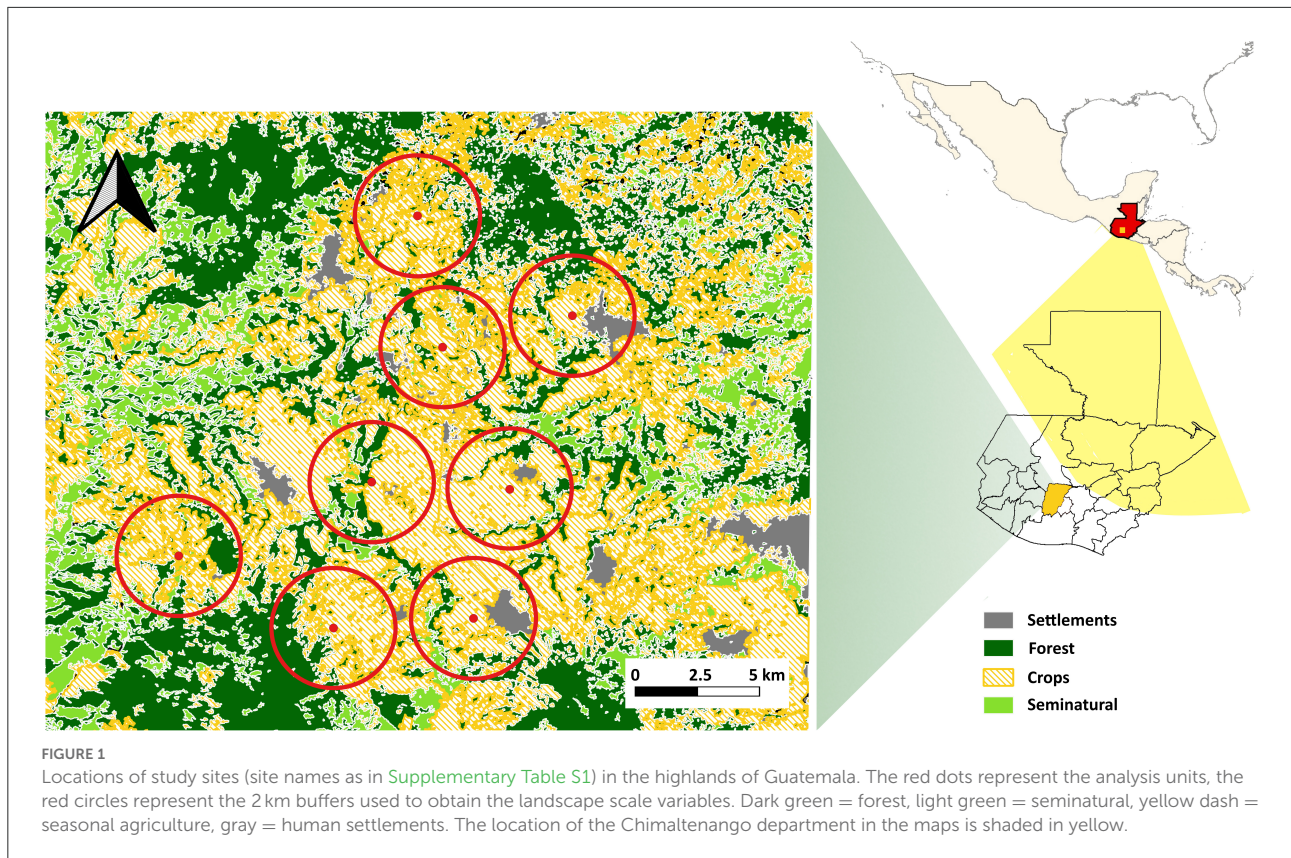 0 2.5 5 km
Settlements
Forest
Crops
Seminatural
FIGURE 1
Locations of study sites (site names as in Supplementary Table S1) in the highlands of Guatemala. The red dots represent the analysis units, the
red circles represent the 2 km buffers used to obtain the landscape scale variables. Dark green = forest, light green = seminatural, yellow dash =
seasonal agriculture, gray = human settlements. The location of the Chimaltenango department in the maps is shaded in yellow.